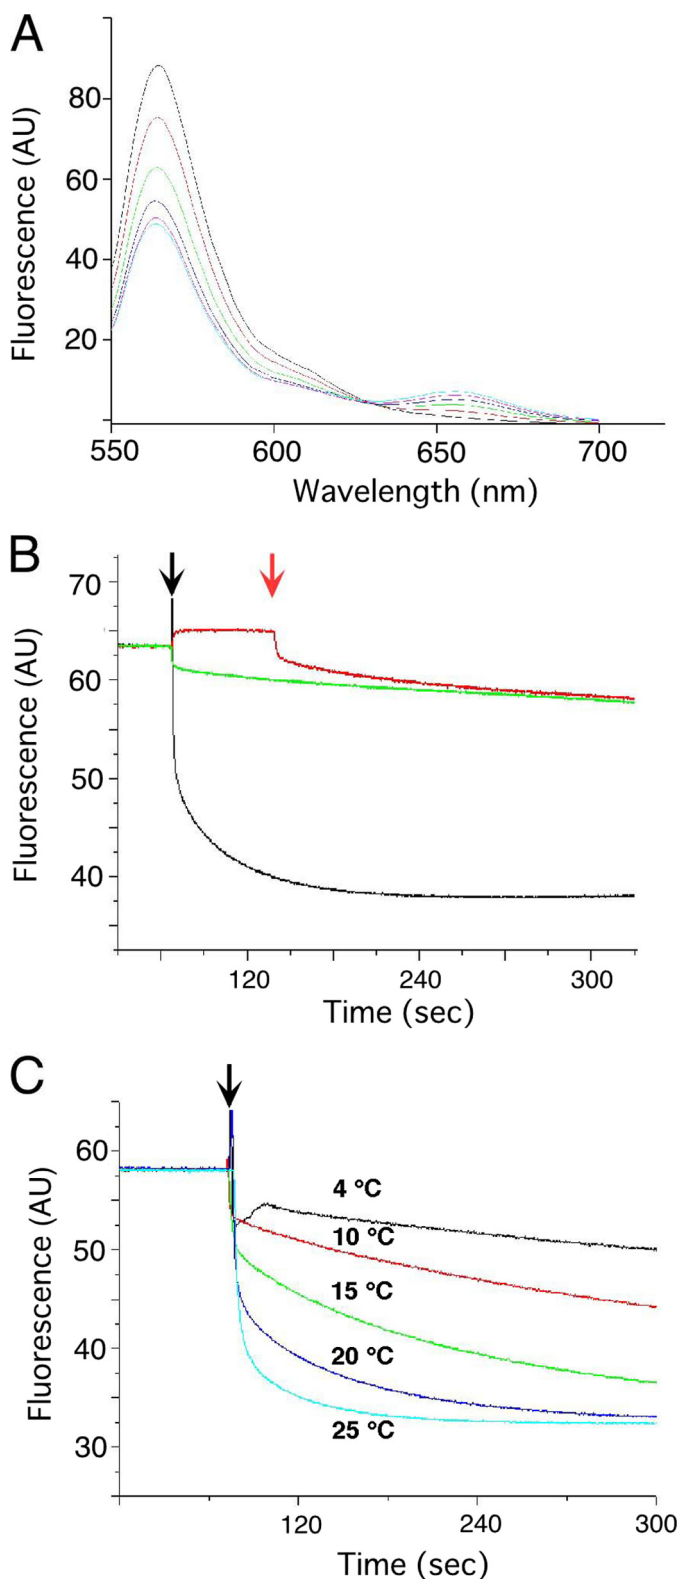 A
Fluorescence (AU)
80
60
40
20
550 600 650 700
Wavelength (nm)
B
Fluorescence (AU)
70
60
50
40
120 240 300
Time (sec)
C
Fluorescence (AU)
60
50
40
30
4 °C
10 °C
15 °C
20 °C
25 °C
120 240 300
Time (sec)